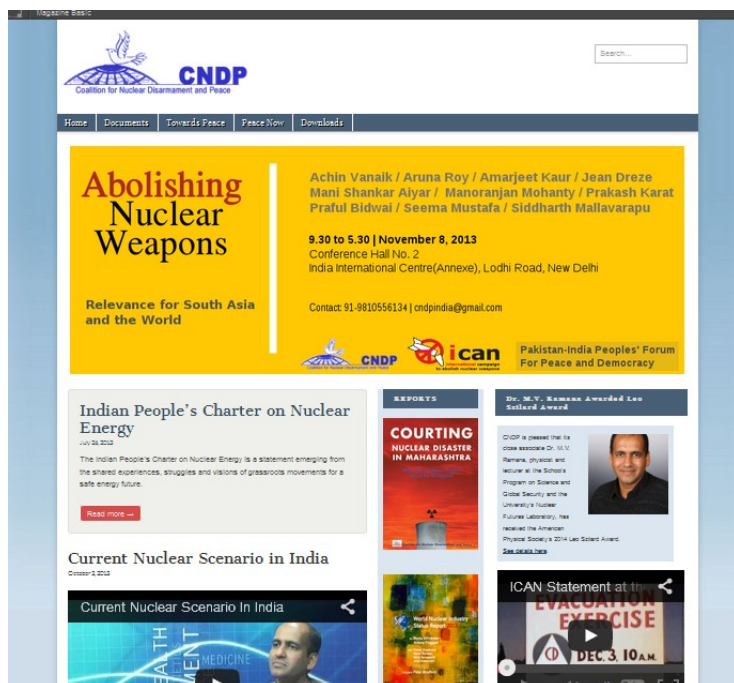 Magazine Basic
CNDP
Coalition for Nuclear Disarmament and Peace
Search...
Home
Documents
Towards Peace
Peace Now
Downloads
Abolishing
Nuclear
Weapons
Relevance for South Asia
and the World
Achin Vanaik / Aruna Roy / Amarjeet Kaur / Jean Dreze
Mani Shankar Aiyar / Manoranjan Mohanty / Prakash Karat
Praful Bidwai / Seema Mustafa / Siddharth Mallavarapu
9.30 to 5.30 | November 8, 2013
Conference Hall No. 2
India International Centre(Annexe), Lodhi Road, New Delhi
Contact: 91-9810556134 | cndpindia@gmail.com
CNDP
ican
international campaign
to abolish nuclear weapons
Pakistan-India Peoples' Forum
For Peace and Democracy
Indian People's Charter on Nuclear
Energy
The Indian People's Charter on Nuclear Energy is a statement emerging from
the shared experiences, struggles and visions of grassroots movements for a
safe energy future.
Read more →
Current Nuclear Scenario in India
Current Nuclear Scenario In India
MEDICINE
REPORTS
COURTING
NUCLEAR DISASTER
IN MAHARASHTRA
World Nuclear Industry
Status Report
Dr. M.V. Ramana Awarded Leo
Szilard Award
CNDP is pleased that its
close associate Dr. M.V.
Ramana, physicist and
lecturer at the School's
Program on Science and
Global Security and the
University's Nuclear
Futures Laboratory, has
received the American
Physical Society's 2014 Leo Szilard Award.
See details here.
ICAN Statement at th
EVACUATION
EXERCISE
CD DEC. 3, 10 A.M.